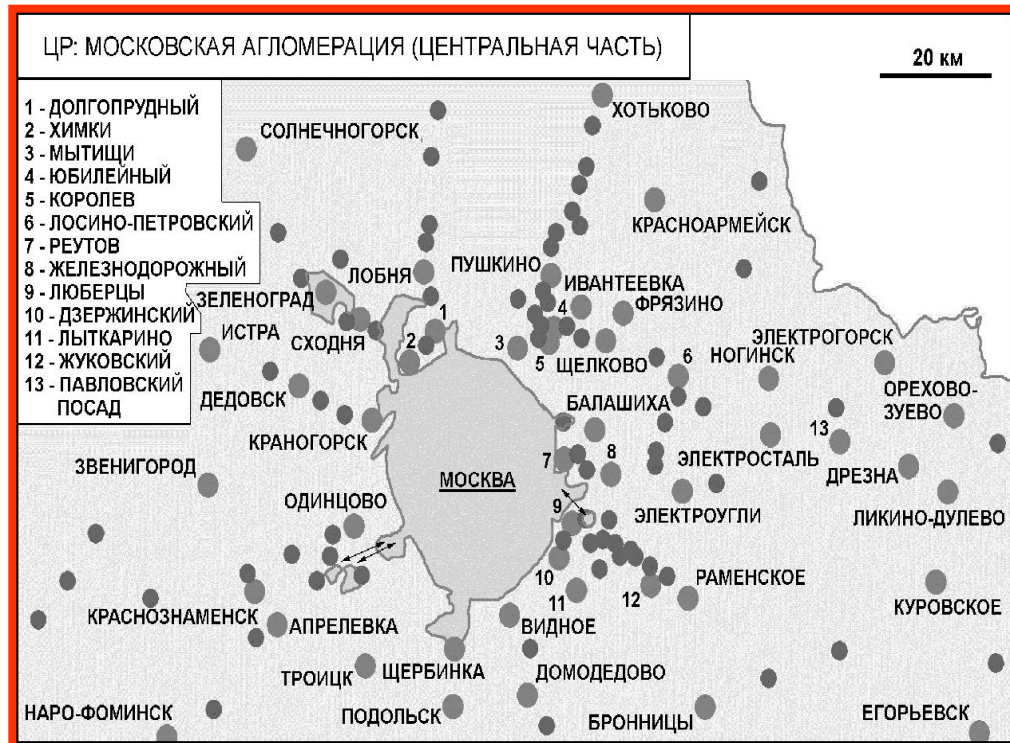 ЦР: МОСКОВСКАЯ АГЛОМЕРАЦИЯ (ЦЕНТРАЛЬНАЯ ЧАСТЬ)
20 км
1 - ДОЛГОПРУДНЫЙ
2 - ХИМКИ
3 - МЫТИЩИ
4 - ЮБИЛЕЙНЫЙ
5 - КОРОЛЕВ
6 - ЛОСИНО-ПЕТРОВСКИЙ
7 - РЕУТОВ
8 - ЖЕЛЕЗНОДОРОЖНЫЙ
9 - ЛЮБЕРЦЫ
10 - ДЗЕРЖИНСКИЙ
11 - ЛЫТКАРИНО
12 - ЖУКОВСКИЙ
13 - ПАВЛОВСКИЙ
ПОСАД
ХОТЬКОВО
СОЛНЕЧНОГОРСК
КРАСНОАРМЕЙСК
ЛОБНЯ
ПУШКИНО
ИВАНТЕЕВКА
ЗЕЛЕНОГРАД
ФРЯЗИНО
4
1
ИСТРА
СХОДНЯ
ЭЛЕКТРОГОРСК
2
3
5
ЩЕЛКОВО
6
НОГИНСК
ДЕДОВСК
БАЛАШИХА
ОРЕХОВО-
ЗУЕВО
КРАНОГОРСК
13
ЗВЕНИГОРОД
7
8
ЭЛЕКТРОСТАЛЬ
ДРЕЗНА
МОСКВА
ОДИНЦОВО
9
ЭЛЕКТРОУГЛИ
ЛИКИНО-ДУЛЕВО
10
РАМЕНСКОЕ
11
12
КУРОВСКОЕ
КРАСНОЗНАМЕНСК
АПРЕЛЕВКА
ВИДНОЕ
ТРОИЦК
ЩЕРБИНКА
ДОМОДЕДОВО
НАРО-ФОМИНСК
ПОДОЛЬСК
БРОННИЦЫ
ЕГОРЬЕВСК